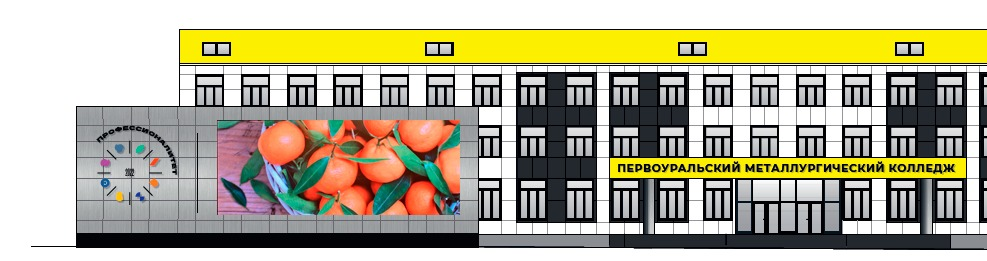 ПРОФЕССИОНАЛИТЕТ
ПЕРВОУРАЛЬСКИЙ МЕТАЛЛУРГИЧЕСКИЙ КОЛЛЕДЖ